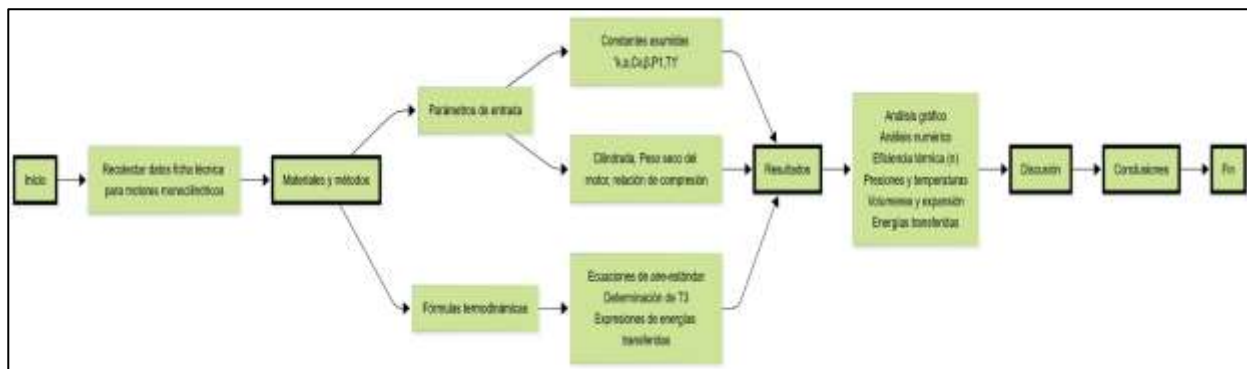 Inicio
Recolectar datos ficha técnica
para motores monocilíndricos
Materiales y métodos
Parámetros de entrada
Constantes asumidas
Cilindrada, Peso seco del
motor, relación de compresión
Fórmulas termodinámicas
Ecuaciones de aire-estándar
Determinación de T3
Expresiones de energías
transferidas
Resultados
Análisis gráfico
Análisis numérico
Eficiencia térmica (n)
Presiones y temperaturas
Volúmenes y expansión
Energías transferidas
Discusión
Conclusiones
Fin